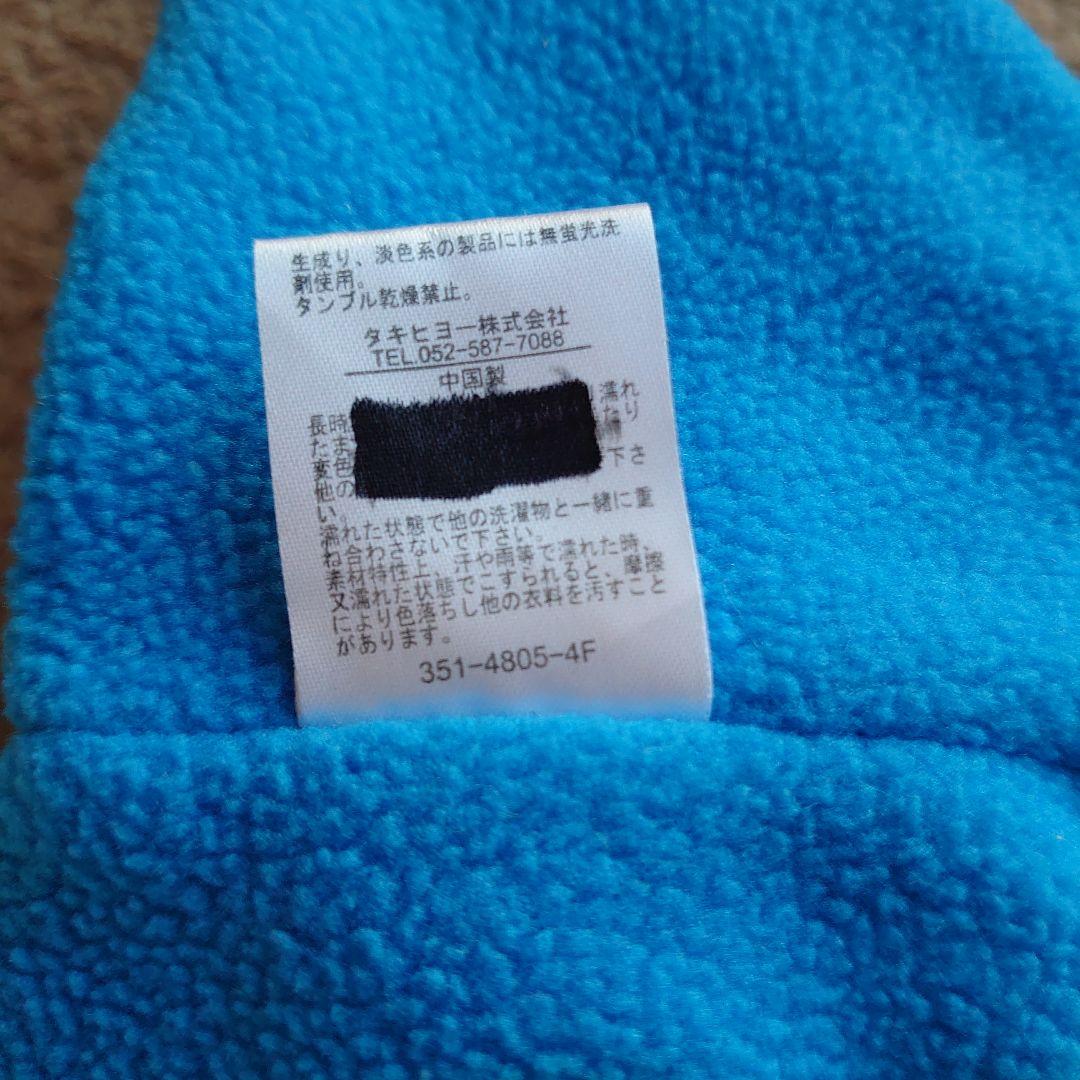 生成り、淡色系の製品には無蛍光洗
剤使用。
タンブル乾燥禁止。
タキヒヨー株式会社
TEL.052-587-7088
中国製
長時 濡れ
たま たり
変色
他の 下さ
い。
濡れた状態で他の洗濯物と一緒に重
ね合わさないで下さい。
素材特性上、汗や雨等で濡れた時、
又濡れた状態でこすられると、摩擦
により色落ちし他の衣料を汚すこと
があります。
351-4805-4F